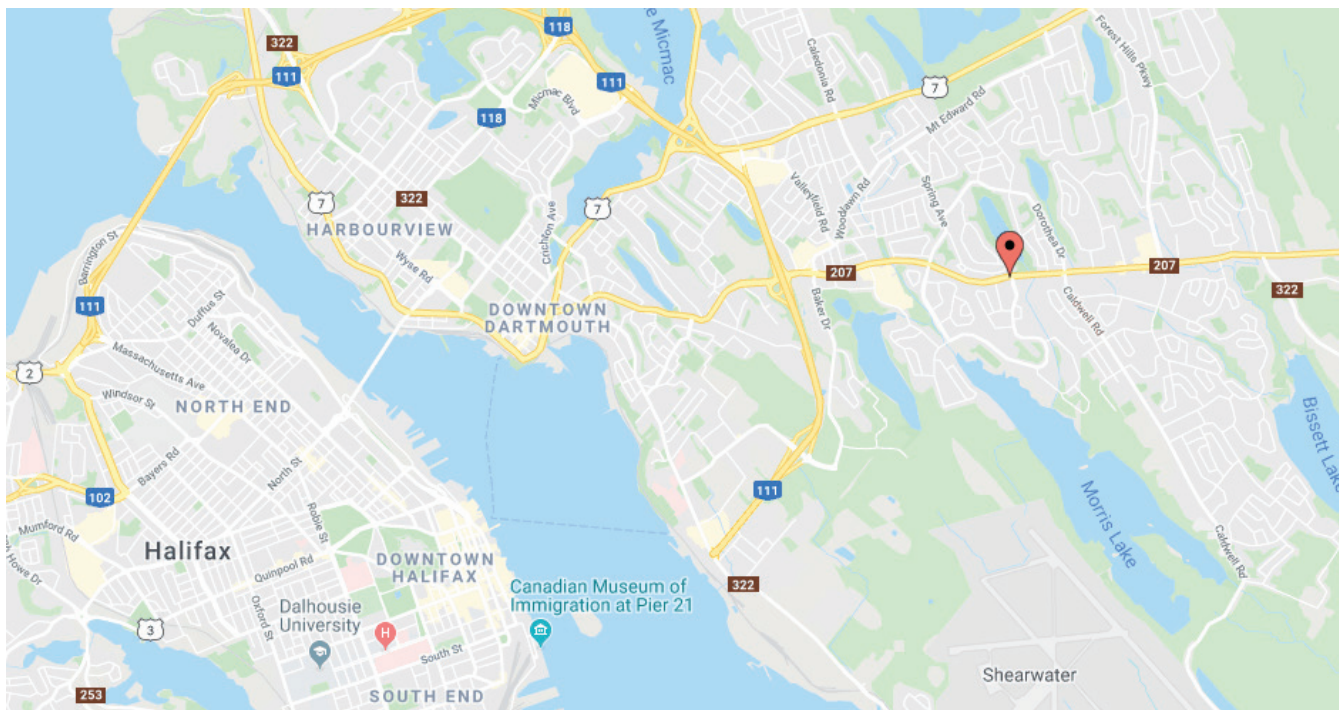 118
322
111
111
e Micmac
Caledonia Rd
Forest Hills Pkwy
7
Micmac Blvd
118
Mt Edward Rd
322
7
7
Crichton Ave
Valleyfield Rd
Woodlawn Rd
Spring Ave
Dorothea Dr
HARBOURVIEW
Barrington St
Wyse Rd
207
207
322
111
Duffus St
Novalea Dr
DOWNTOWN
DARTMOUTH
Baker Dr
Caldwell Rd
2
Massachusetts Ave
Windsor St
NORTH END
Bissett Lake
Bayers Rd
North St
102
111
Morris Lake
Mumford Rd
Robie St
Halifax
h Howe Dr
Quinpool Rd
DOWNTOWN
HALIFAX
Caldwell Rd
322
Canadian Museum of
Immigration at Pier 21
Oxford St
Dalhousie
University
3
H
South St
Shearwater
253
SOUTH END